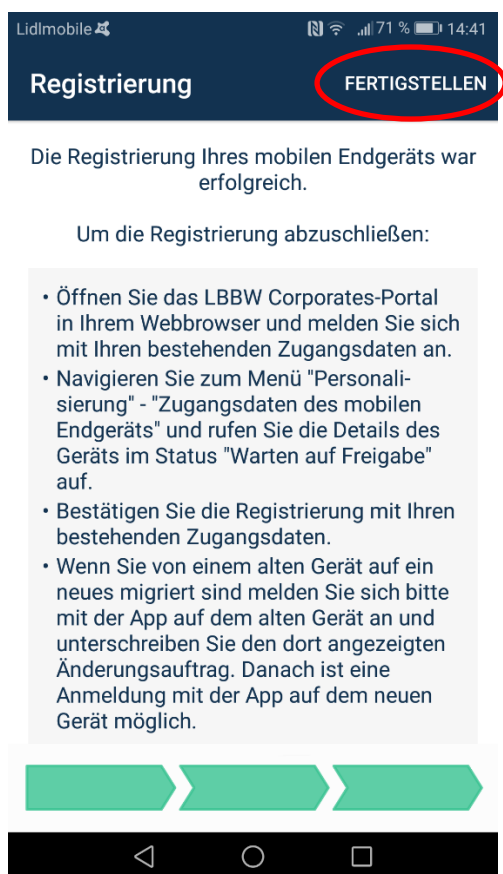 Lidlmobile 71 % 14:41
Registrierung FERTIGSTELLEN
Die Registrierung Ihres mobilen Endgeräts war
erfolgreich.
Um die Registrierung abzuschließen:
• Öffnen Sie das LBBW Corporates-Portal
in Ihrem Webbrowser und melden Sie sich
mit Ihren bestehenden Zugangsdaten an.
• Navigieren Sie zum Menü "Personali-
sierung" - "Zugangsdaten des mobilen
Endgeräts" und rufen Sie die Details des
Geräts im Status "Warten auf Freigabe"
auf.
• Bestätigen Sie die Registrierung mit Ihren
bestehenden Zugangsdaten.
• Wenn Sie von einem alten Gerät auf ein
neues migriert sind melden Sie sich bitte
mit der App auf dem alten Gerät an und
unterschreiben Sie den dort angezeigten
Änderungsauftrag. Danach ist eine
Anmeldung mit der App auf dem neuen
Gerät möglich.